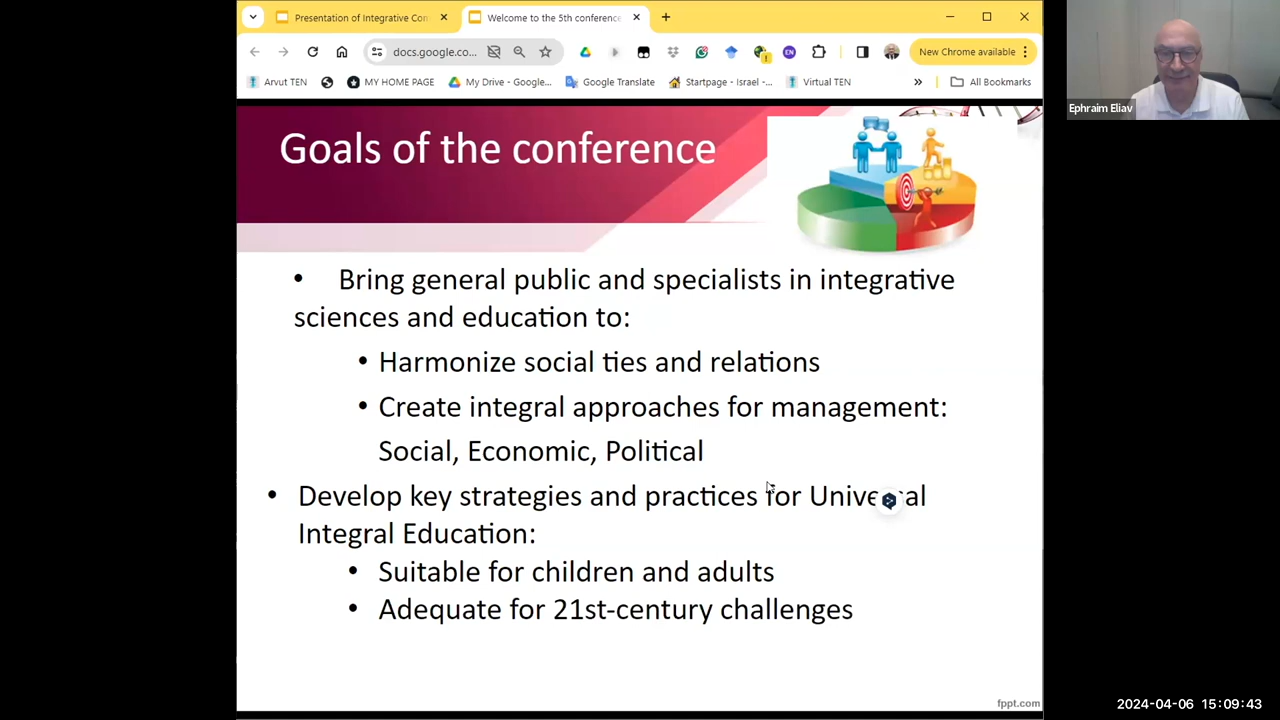 Presentation of Integrative Con
Welcome to the 5th conference
docs.google.co...
EN
New Chrome available
Arvut TEN
MY HOME PAGE
My Drive - Google...
Google Translate
Startpage - Israel -...
Virtual TEN
All Bookmarks
Ephraim Eliav
Goals of the conference
• Bring general public and specialists in integrative
sciences and education to:
• Harmonize social ties and relations
• Create integral approaches for management:
Social, Economic, Political
• Develop key strategies and practices for Universal
Integral Education:
• Suitable for children and adults
• Adequate for 21st-century challenges
fppt.com
2024-04-06 15:09:43